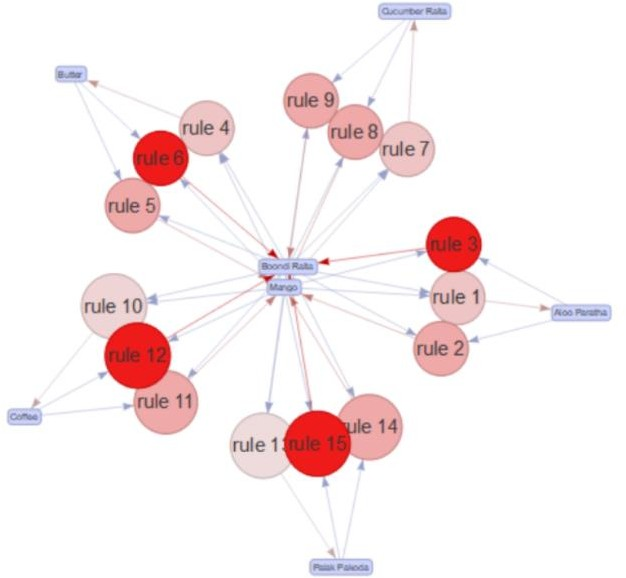 Cucumber Raita
Butter
rule 9
rule 4
rule 8
rule 7
rule 6
rule 5
rule 3
Boondi Raita
Mango
rule 1
rule 10
Aloo Paratha
rule 2
rule 12
rule 11
Coffee
rule 14
rule 15
rule 13
Palak Pakoda